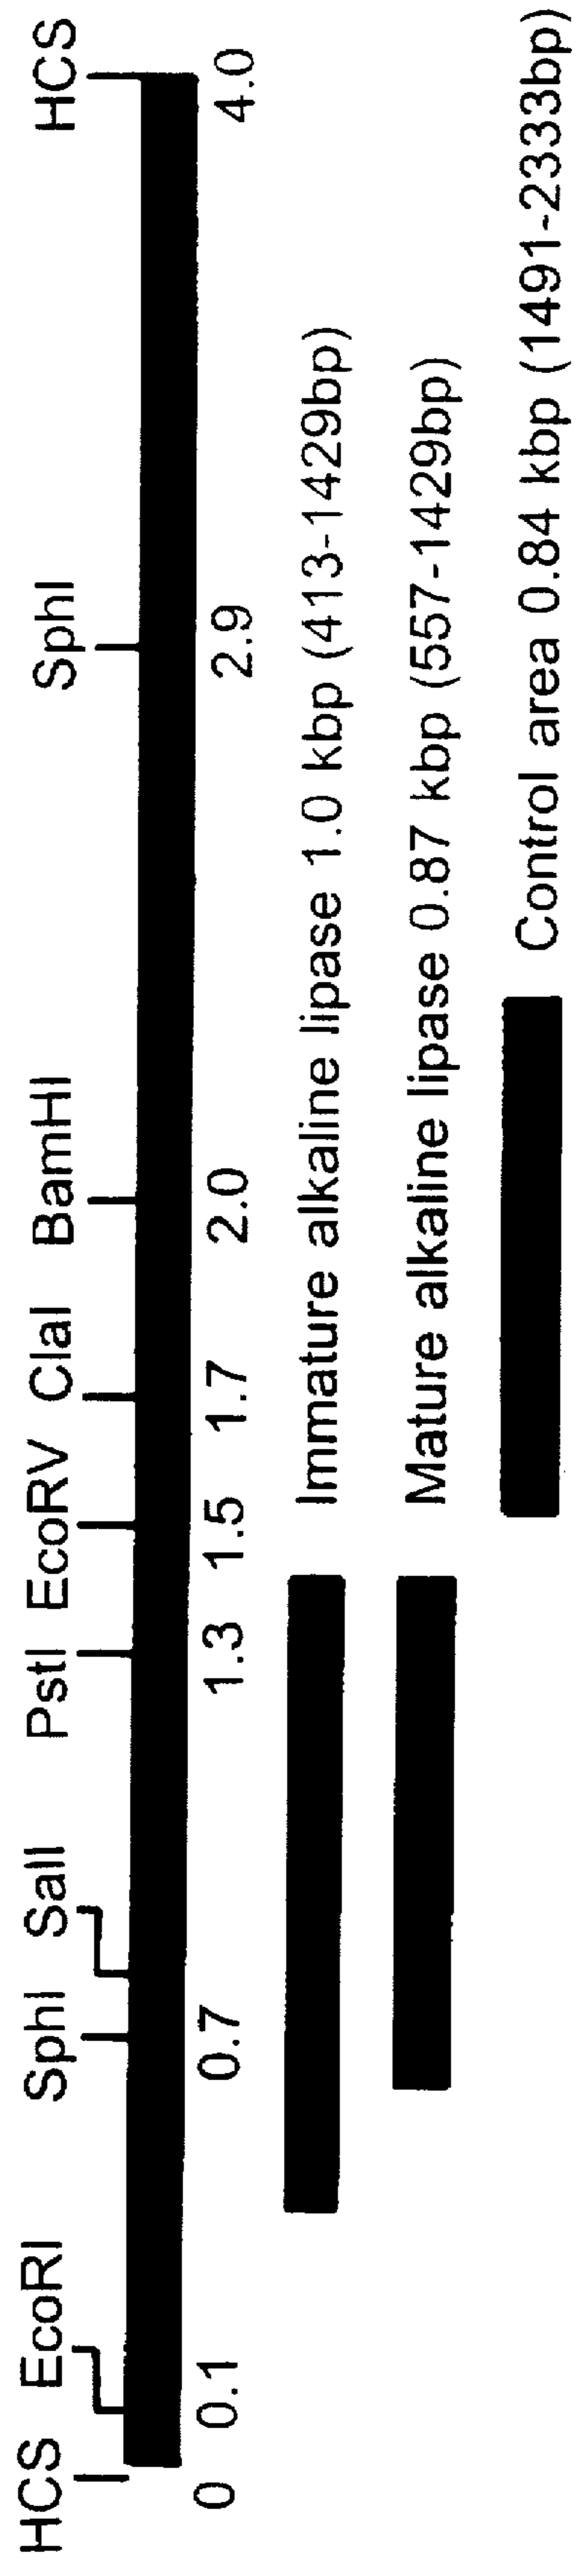 HCS EcoRI SphI SalI PstI EcoRV ClaI BamHI SphI HCS
0 0.1 0.7 1.3 1.5 1.7 2.0 2.9 4.0
Immature alkaline lipase 1.0 kbp (413-1429bp)
Mature alkaline lipase 0.87 kbp (557-1429bp)
Control area 0.84 kbp (1491-2333bp)